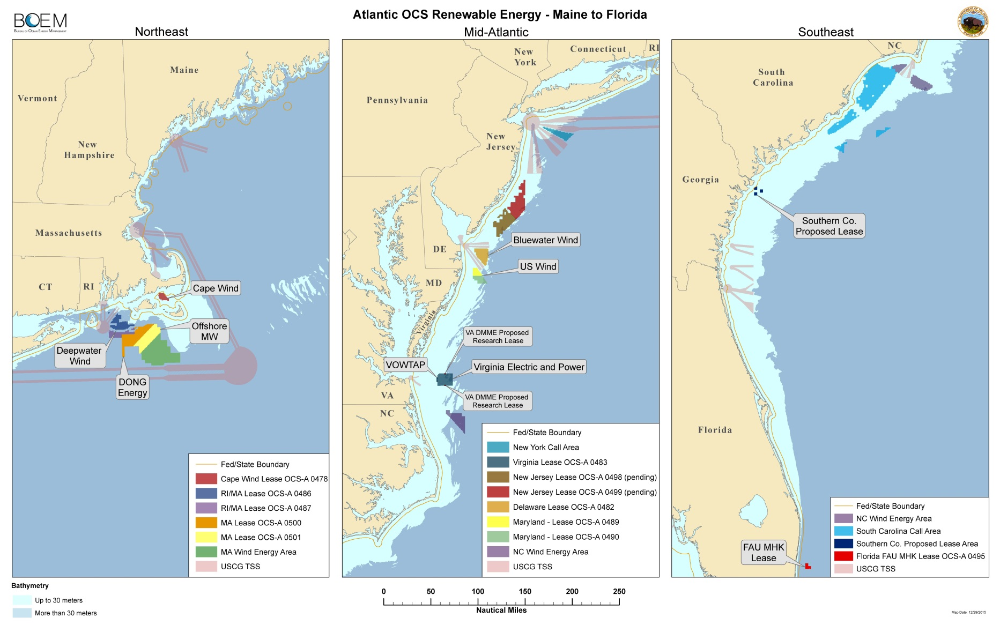 Atlantic OCS Renewable Energy - Maine to Florida
BOEM
BUREAU OF OCEAN ENERGY MANAGEMENT
U.S. DEPARTMENT OF THE INTERIOR
MARCH 3, 1849
Northeast
Maine
Vermont
New
Hampshire
Massachusetts
CT
RI
Cape Wind
Offshore
MW
Deepwater
Wind
DONG
Energy
Fed/State Boundary
Cape Wind Lease OCS-A 0478
RI/MA Lease OCS-A 0486
RI/MA Lease OCS-A 0487
MA Lease OCS-A 0500
MA Lease OCS-A 0501
MA Wind Energy Area
USCG TSS
Mid-Atlantic
New
York
Connecticut
RI
Pennsylvania
New
Jersey
DE
MD
Virginia
Bluewater Wind
US Wind
VA DMME Proposed
Research Lease
VOWTAP
Virginia Electric and Power
VA DMME Proposed
Research Lease
VA
NC
Fed/State Boundary
New York Call Area
Virginia Lease OCS-A 0483
New Jersey Lease OCS-A 0498 (pending)
New Jersey Lease OCS-A 0499 (pending)
Delaware Lease OCS-A 0482
Maryland - Lease OCS-A 0489
Maryland - Lease OCS-A 0490
NC Wind Energy Area
USCG TSS
Southeast
NC
South
Carolina
Georgia
Southern Co.
Proposed Lease
Florida
FAU MHK
Lease
Fed/State Boundary
NC Wind Energy Area
South Carolina Call Area
Southern Co. Proposed Lease Area
Florida FAU MHK Lease OCS-A 0495
USCG TSS
Bathymetry
Up to 30 meters
More than 30 meters
0 50 100 150 200 250
Nautical Miles
Map Date: 12/29/2015